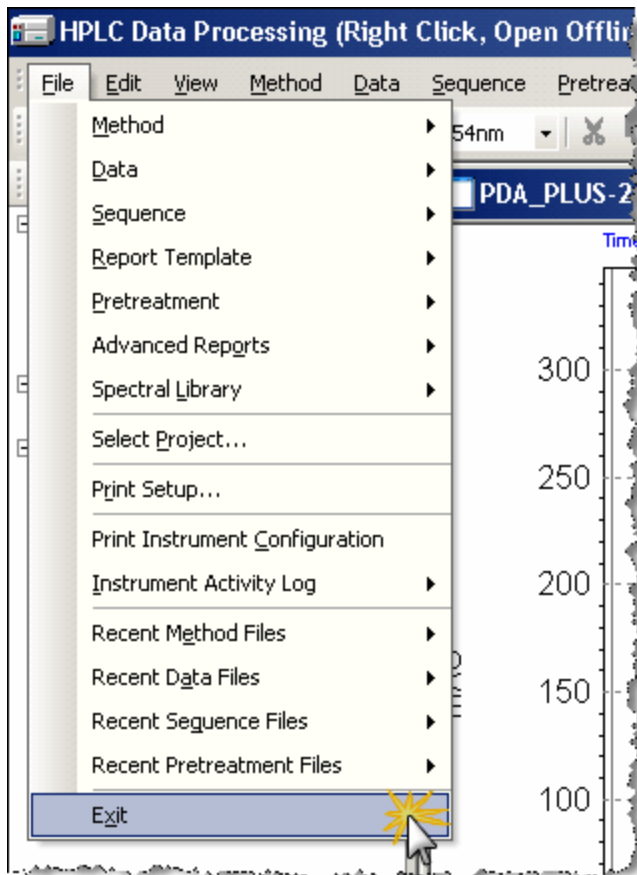 HPLC Data Processing (Right Click, Open Offlin
File Edit View Method Data Sequence Pretrea
Method
54nm
Data
PDA_PLUS-2
Sequence
Time
Report Template
Pretreatment
Advanced Reports
300
Spectral Library
Select Project...
250
Print Setup...
Print Instrument Configuration
Instrument Activity Log
200
Recent Method Files
Recent Data Files
150
Recent Sequence Files
Recent Pretreatment Files
100
Exit